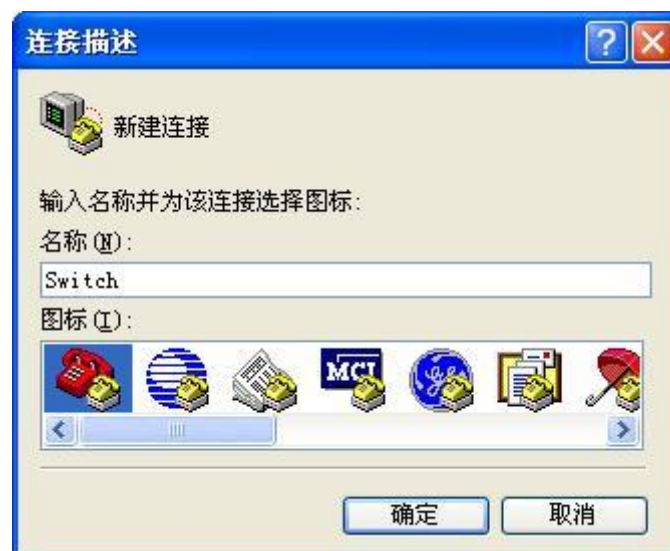 连接描述
新建连接
输入名称并为该连接选择图标:
名称(N):
Switch
图标(I):
MCI
确定
取消